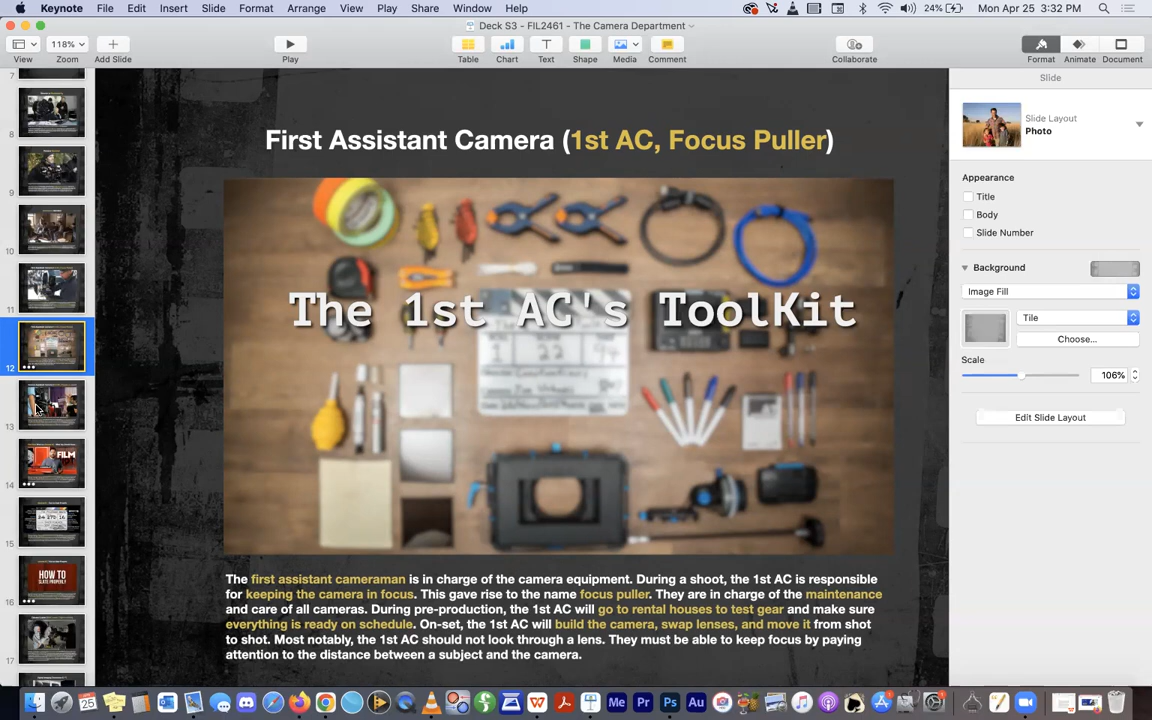 Keynote File Edit Insert Slide Format Arrange View Play Share Window Help 24% Mon Apr 25 3:32 PM
Deck S3 - FIL2461 - The Camera Department
118%
View Zoom Add Slide Play Table Chart Text Shape Media Comment Collaborate Format Animate Document
7
8
9
10
11
12
13
14
15
16
17
FILM
HOW TO
SLATE PROPERLY
First Assistant Camera (1st AC, Focus Puller)
The 1st AC's ToolKit
1 22
The first assistant cameraman is in charge of the camera equipment. During a shoot, the 1st AC is responsible
for keeping the camera in focus. This gave rise to the name focus puller. They are in charge of the maintenance
and care of all cameras. During pre-production, the 1st AC will go to rental houses to test gear and make sure
everything is ready on schedule. On-set, the 1st AC will build the camera, swap lenses, and move it from shot
to shot. Most notably, the 1st AC should not look through a lens. They must be able to keep focus by paying
attention to the distance between a subject and the camera.
Slide
Slide Layout
Photo
Appearance
Title
Body
Slide Number
Background
Image Fill
Tile
Choose...
Scale
106%
Edit Slide Layout
25
Me Pr Ps Au